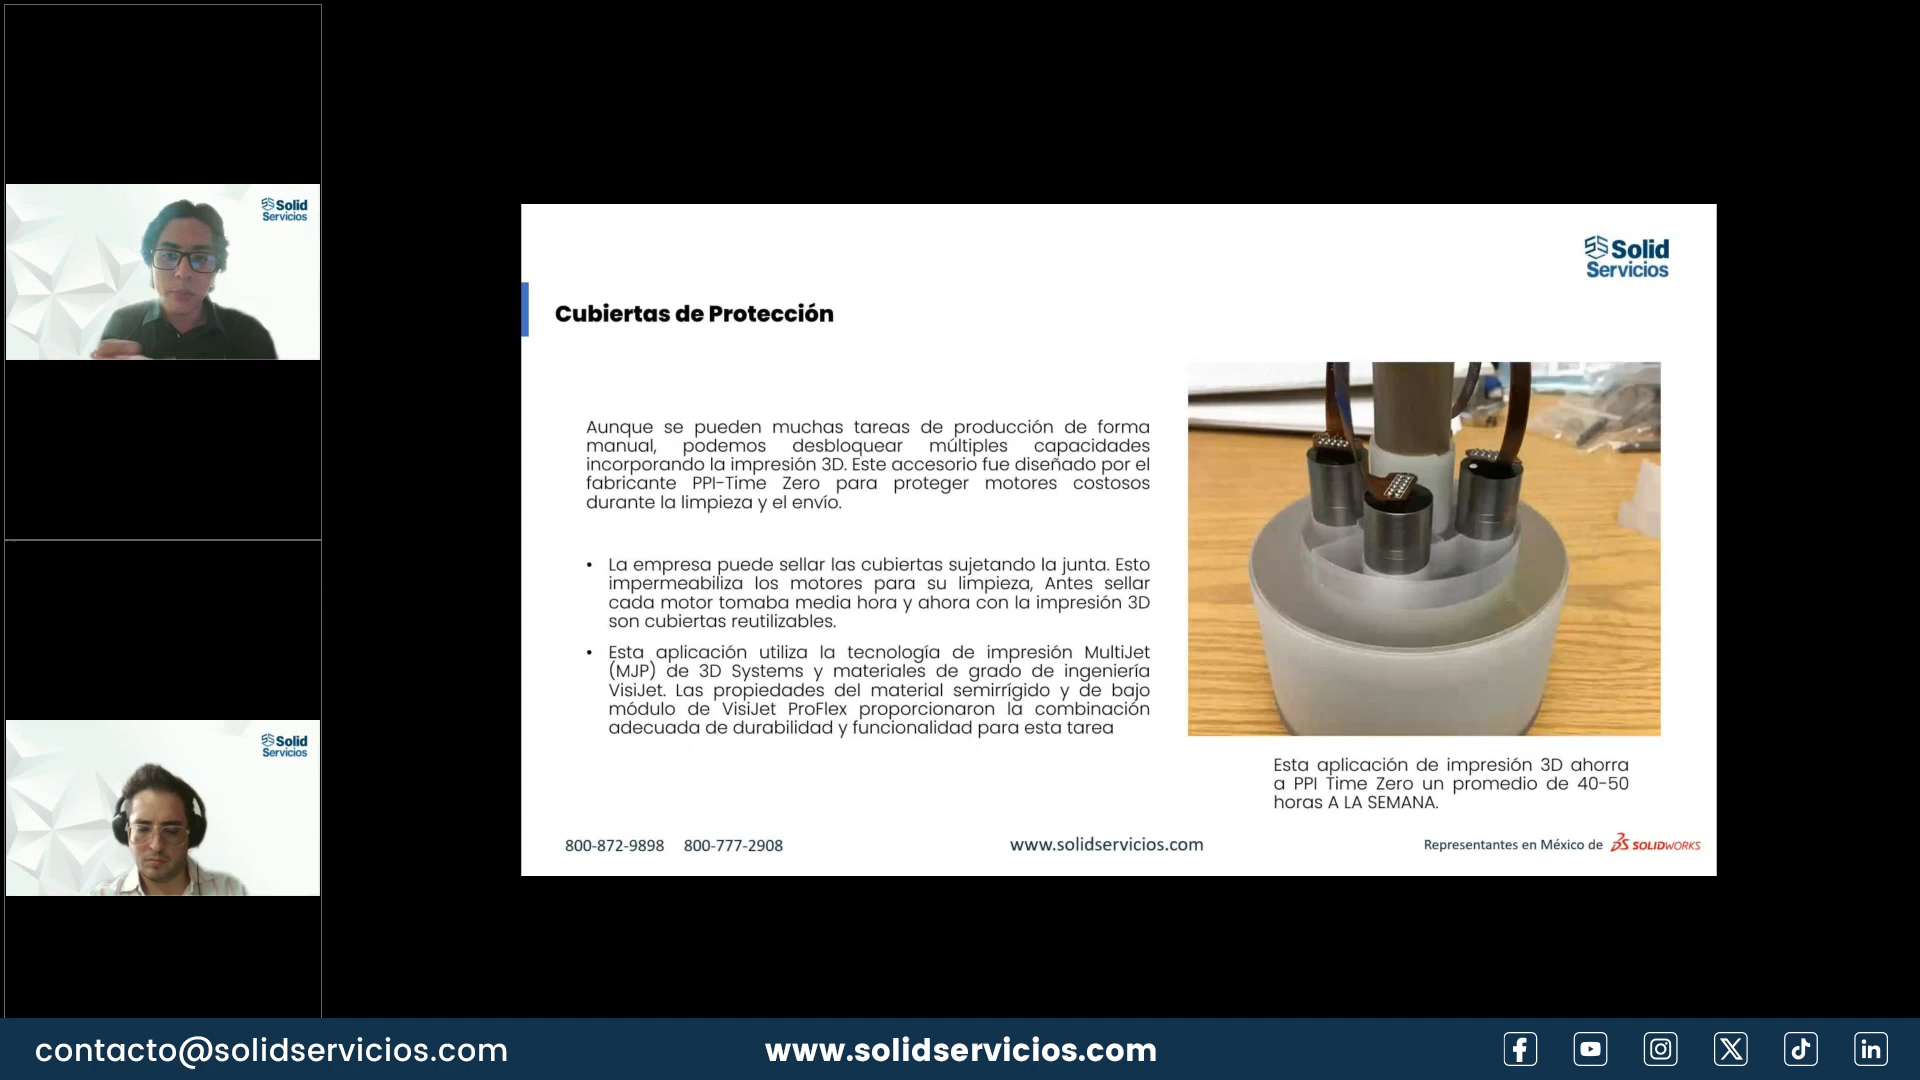 Solid
Servicios
Solid
Servicios
Solid
Servicios
Cubiertas de Protección
Aunque se pueden muchas tareas de producción de forma
manual, podemos desbloquear múltiples capacidades
incorporando la impresión 3D. Este accesorio fue diseñado por el
fabricante PPI-Time Zero para proteger motores costosos
durante la limpieza y el envío.
• La empresa puede sellar las cubiertas sujetando la junta. Esto
impermeabiliza los motores para su limpieza, Antes sellar
cada motor tomaba media hora y ahora con la impresión 3D
son cubiertas reutilizables.
• Esta aplicación utiliza la tecnología de impresión MultiJet
(MJP) de 3D Systems y materiales de grado de ingeniería
VisiJet. Las propiedades del material semirrígido y de bajo
módulo de VisiJet ProFlex proporcionaron la combinación
adecuada de durabilidad y funcionalidad para esta tarea
Esta aplicación de impresión 3D ahorra
a PPI Time Zero un promedio de 40-50
horas A LA SEMANA.
800-872-9898 800-777-2908
www.solidservicios.com
Representantes en México de SOLIDWORKS
contacto@solidservicios.com
www.solidservicios.com